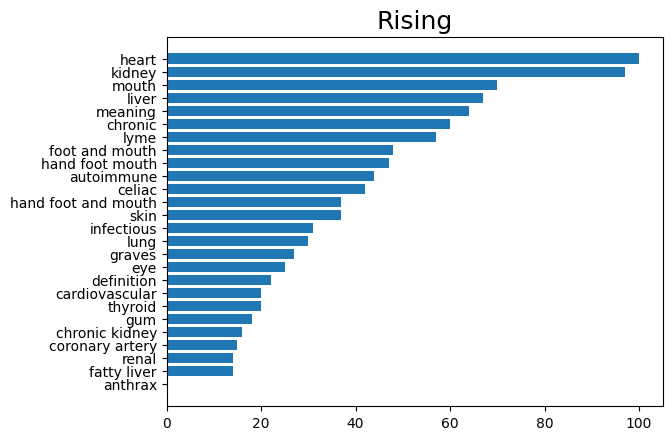 Rising
heart
kidney
mouth
liver
meaning
chronic
lyme
foot and mouth
hand foot mouth
autoimmune
celiac
hand foot and mouth
skin
infectious
lung
graves
eye
definition
cardiovascular
thyroid
gum
chronic kidney
coronary artery
renal
fatty liver
anthrax
0 20 40 60 80 100